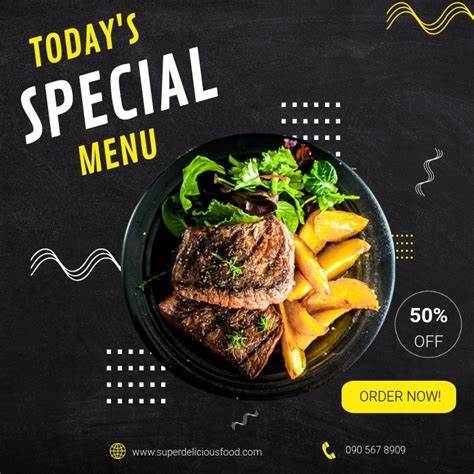 TODAY'S
SPECIAL
MENU
50%
OFF
ORDER NOW!
www.superdeliciousfood.com
090 567 8909